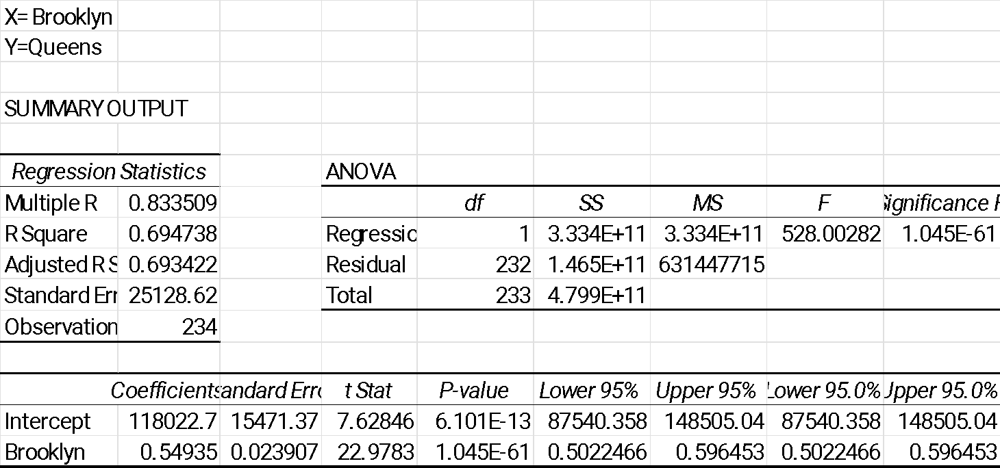 X= Brooklyn
Y=Queens
SUMMARY OUTPUT
Regression Statistics ANOVA
Multiple R 0.833509 df SS MS F ignificance F
R Square 0.694738 Regressio 1 3.334E+11 3.334E+11 528.00282 1.045E-61
Adjusted R S 0.693422 Residual 232 1.465E+11 631447715
Standard Err 25128.62 Total 233 4.799E+11
Observation 234
Coefficients andard Erro t Stat P-value Lower 95% Upper 95% Lower 95.0% Upper 95.0%
Intercept 118022.7 15471.37 7.62846 6.101E-13 87540.358 148505.04 87540.358 148505.04
Brooklyn 0.54935 0.023907 22.9783 1.045E-61 0.5022466 0.596453 0.5022466 0.596453